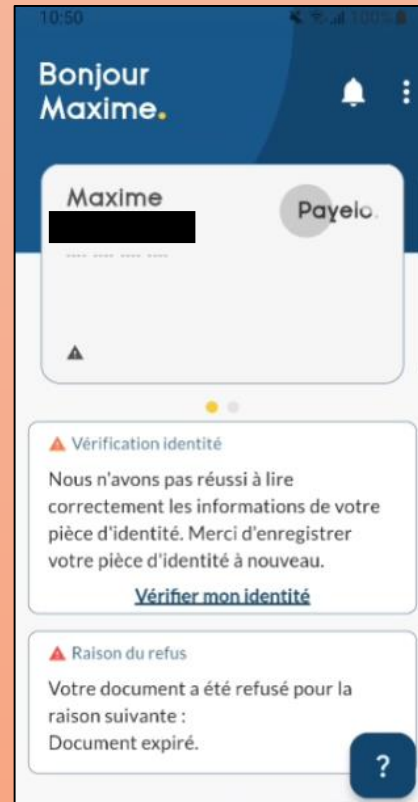 10:50
100%
Bonjour
Maxime.
Maxime
Payelo.
---- ---- ---- ----
Vérification identité
Nous n'avons pas réussi à lire
correctement les informations de votre
pièce d'identité. Merci d'enregistrer
votre pièce d'identité à nouveau.
Vérifier mon identité
Raison du refus
Votre document a été refusé pour la
raison suivante :
Document expiré.
?